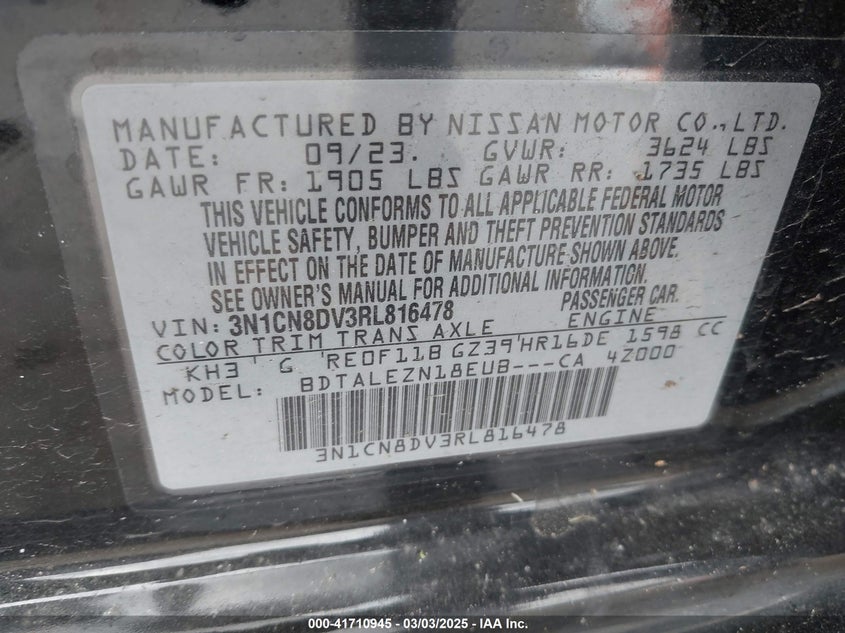 MANUFACTURED BY NISSAN MOTOR CO., LTD.
DATE: 09/23. GVWR: 3624 LBS
GAWR FR: 1905 LBS GAWR RR: 1735 LBS
THIS VEHICLE CONFORMS TO ALL APPLICABLE FEDERAL MOTOR
VEHICLE SAFETY, BUMPER AND THEFT PREVENTION STANDARDS
IN EFFECT ON THE DATE OF MANUFACTURE SHOWN ABOVE.
SEE OWNER'S MANUAL FOR ADDITIONAL INFORMATION.
VIN: 3N1CN8DV3RL816478 PASSENGER CAR.
COLOR TRIM TRANS AXLE ENGINE
KH3 ' G 'RE0F11B GZ39'HR16DE 1598 CC
MODEL: BDTALEZN18EUB---CA 4Z000
3N1CN8DV3RL816478
000-41710945 - 03/03/2025 - IAA Inc.